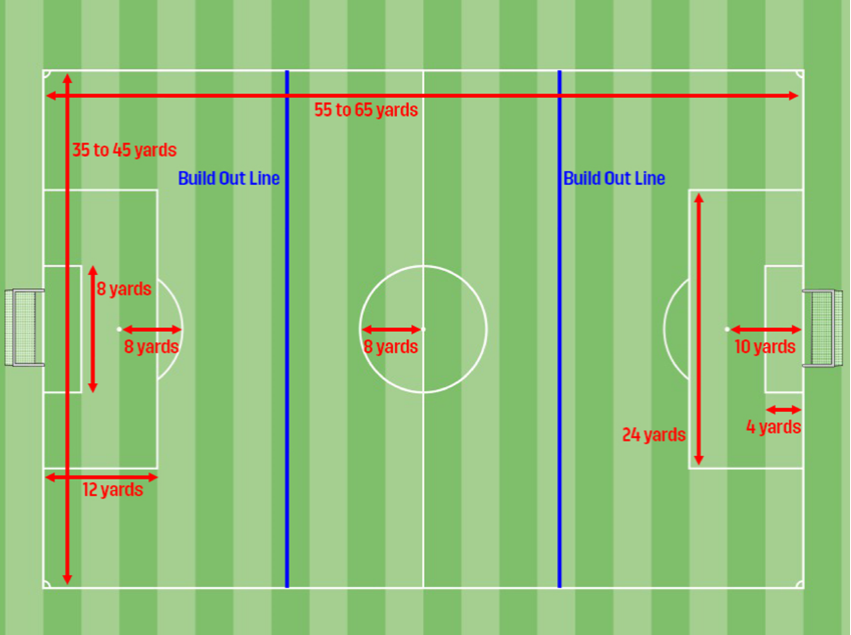 55 to 65 yards
35 to 45 yards
Build Out Line
Build Out Line
8 yards
8 yards
8 yards
10 yards
4 yards
24 yards
12 yards